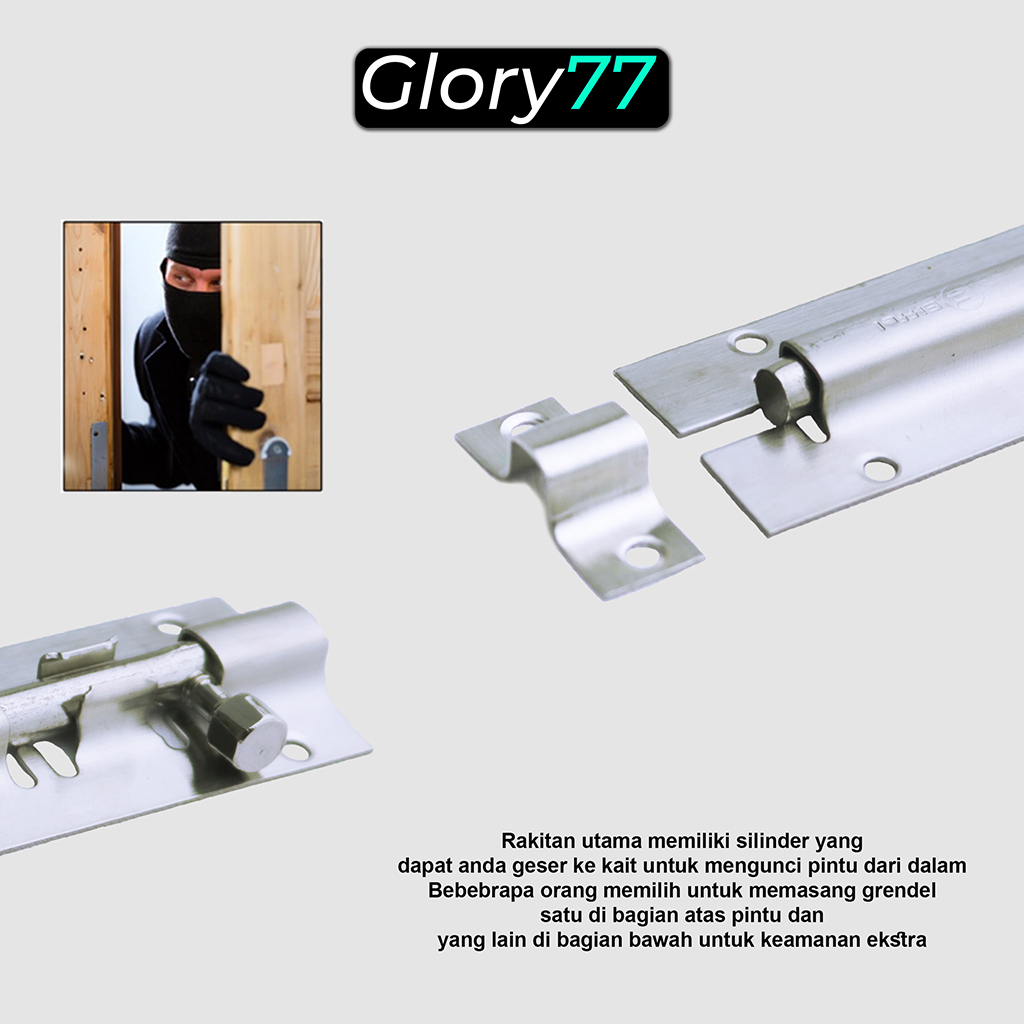 Glory77
Rakitan utama memiliki silinder yang
dapat anda geser ke kait untuk mengunci pintu dari dalam
Bebebrapa orang memilih untuk memasang grendel
satu di bagian atas pintu dan
yang lain di bagian bawah untuk keamanan ekstra